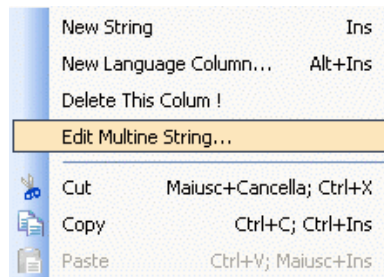 New String Ins
New Language Column... Alt+Ins
Delete This Colum !
Edit Multine String...
Cut Maiusc+Cancella; Ctrl+X
Copy Ctrl+C; Ctrl+Ins
Paste Ctrl+V; Maiusc+Ins